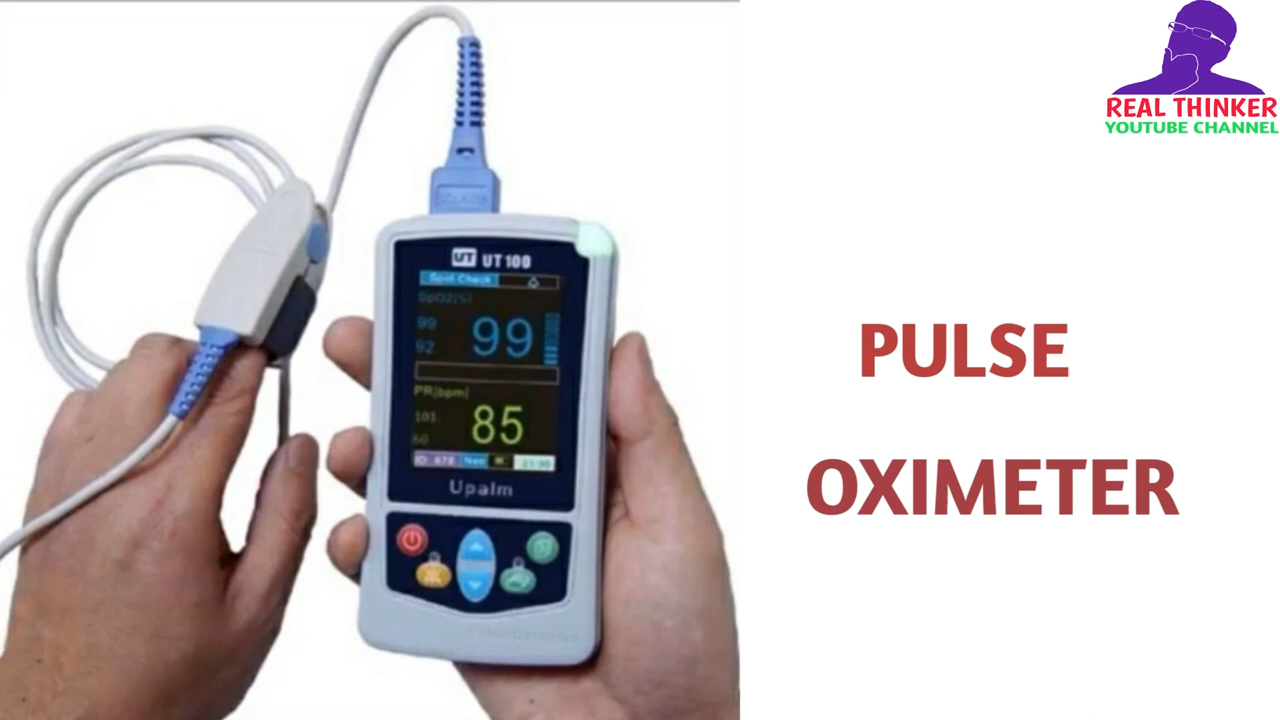 REAL THINKER
YOUTUBE CHANNEL
UT UT100
Spot Check
SpO2(%)
99
92
99
PR(bpm)
101
60
85
Upalm
PULSE
OXIMETER